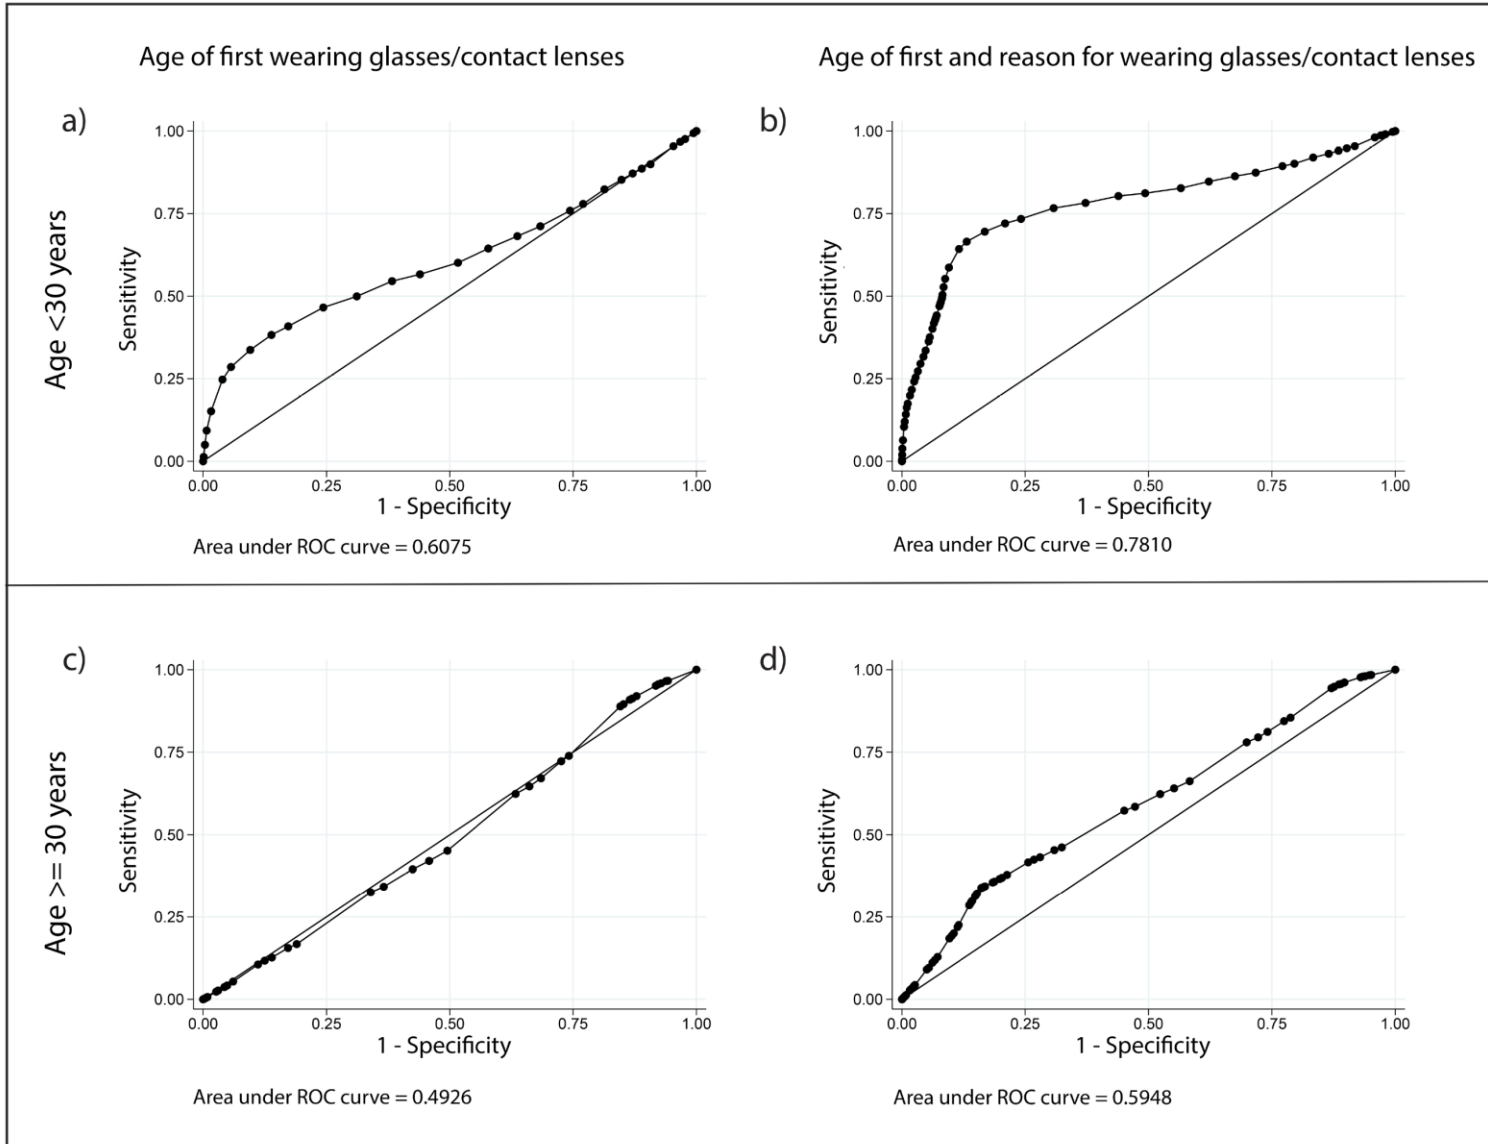 Age of first wearing glasses/contact lenses
Age of first and reason for wearing glasses/contact lenses
Age <30 years
a)
Sensitivity
1.00
0.75
0.50
0.25
0.00
0.00 0.25 0.50 0.75 1.00
1 - Specificity
Area under ROC curve = 0.6075
b)
Sensitivity
1.00
0.75
0.50
0.25
0.00
0.00 0.25 0.50 0.75 1.00
1 - Specificity
Area under ROC curve = 0.7810
Age >= 30 years
c)
Sensitivity
1.00
0.75
0.50
0.25
0.00
0.00 0.25 0.50 0.75 1.00
1 - Specificity
Area under ROC curve = 0.4926
d)
Sensitivity
1.00
0.75
0.50
0.25
0.00
0.00 0.25 0.50 0.75 1.00
1 - Specificity
Area under ROC curve = 0.5948